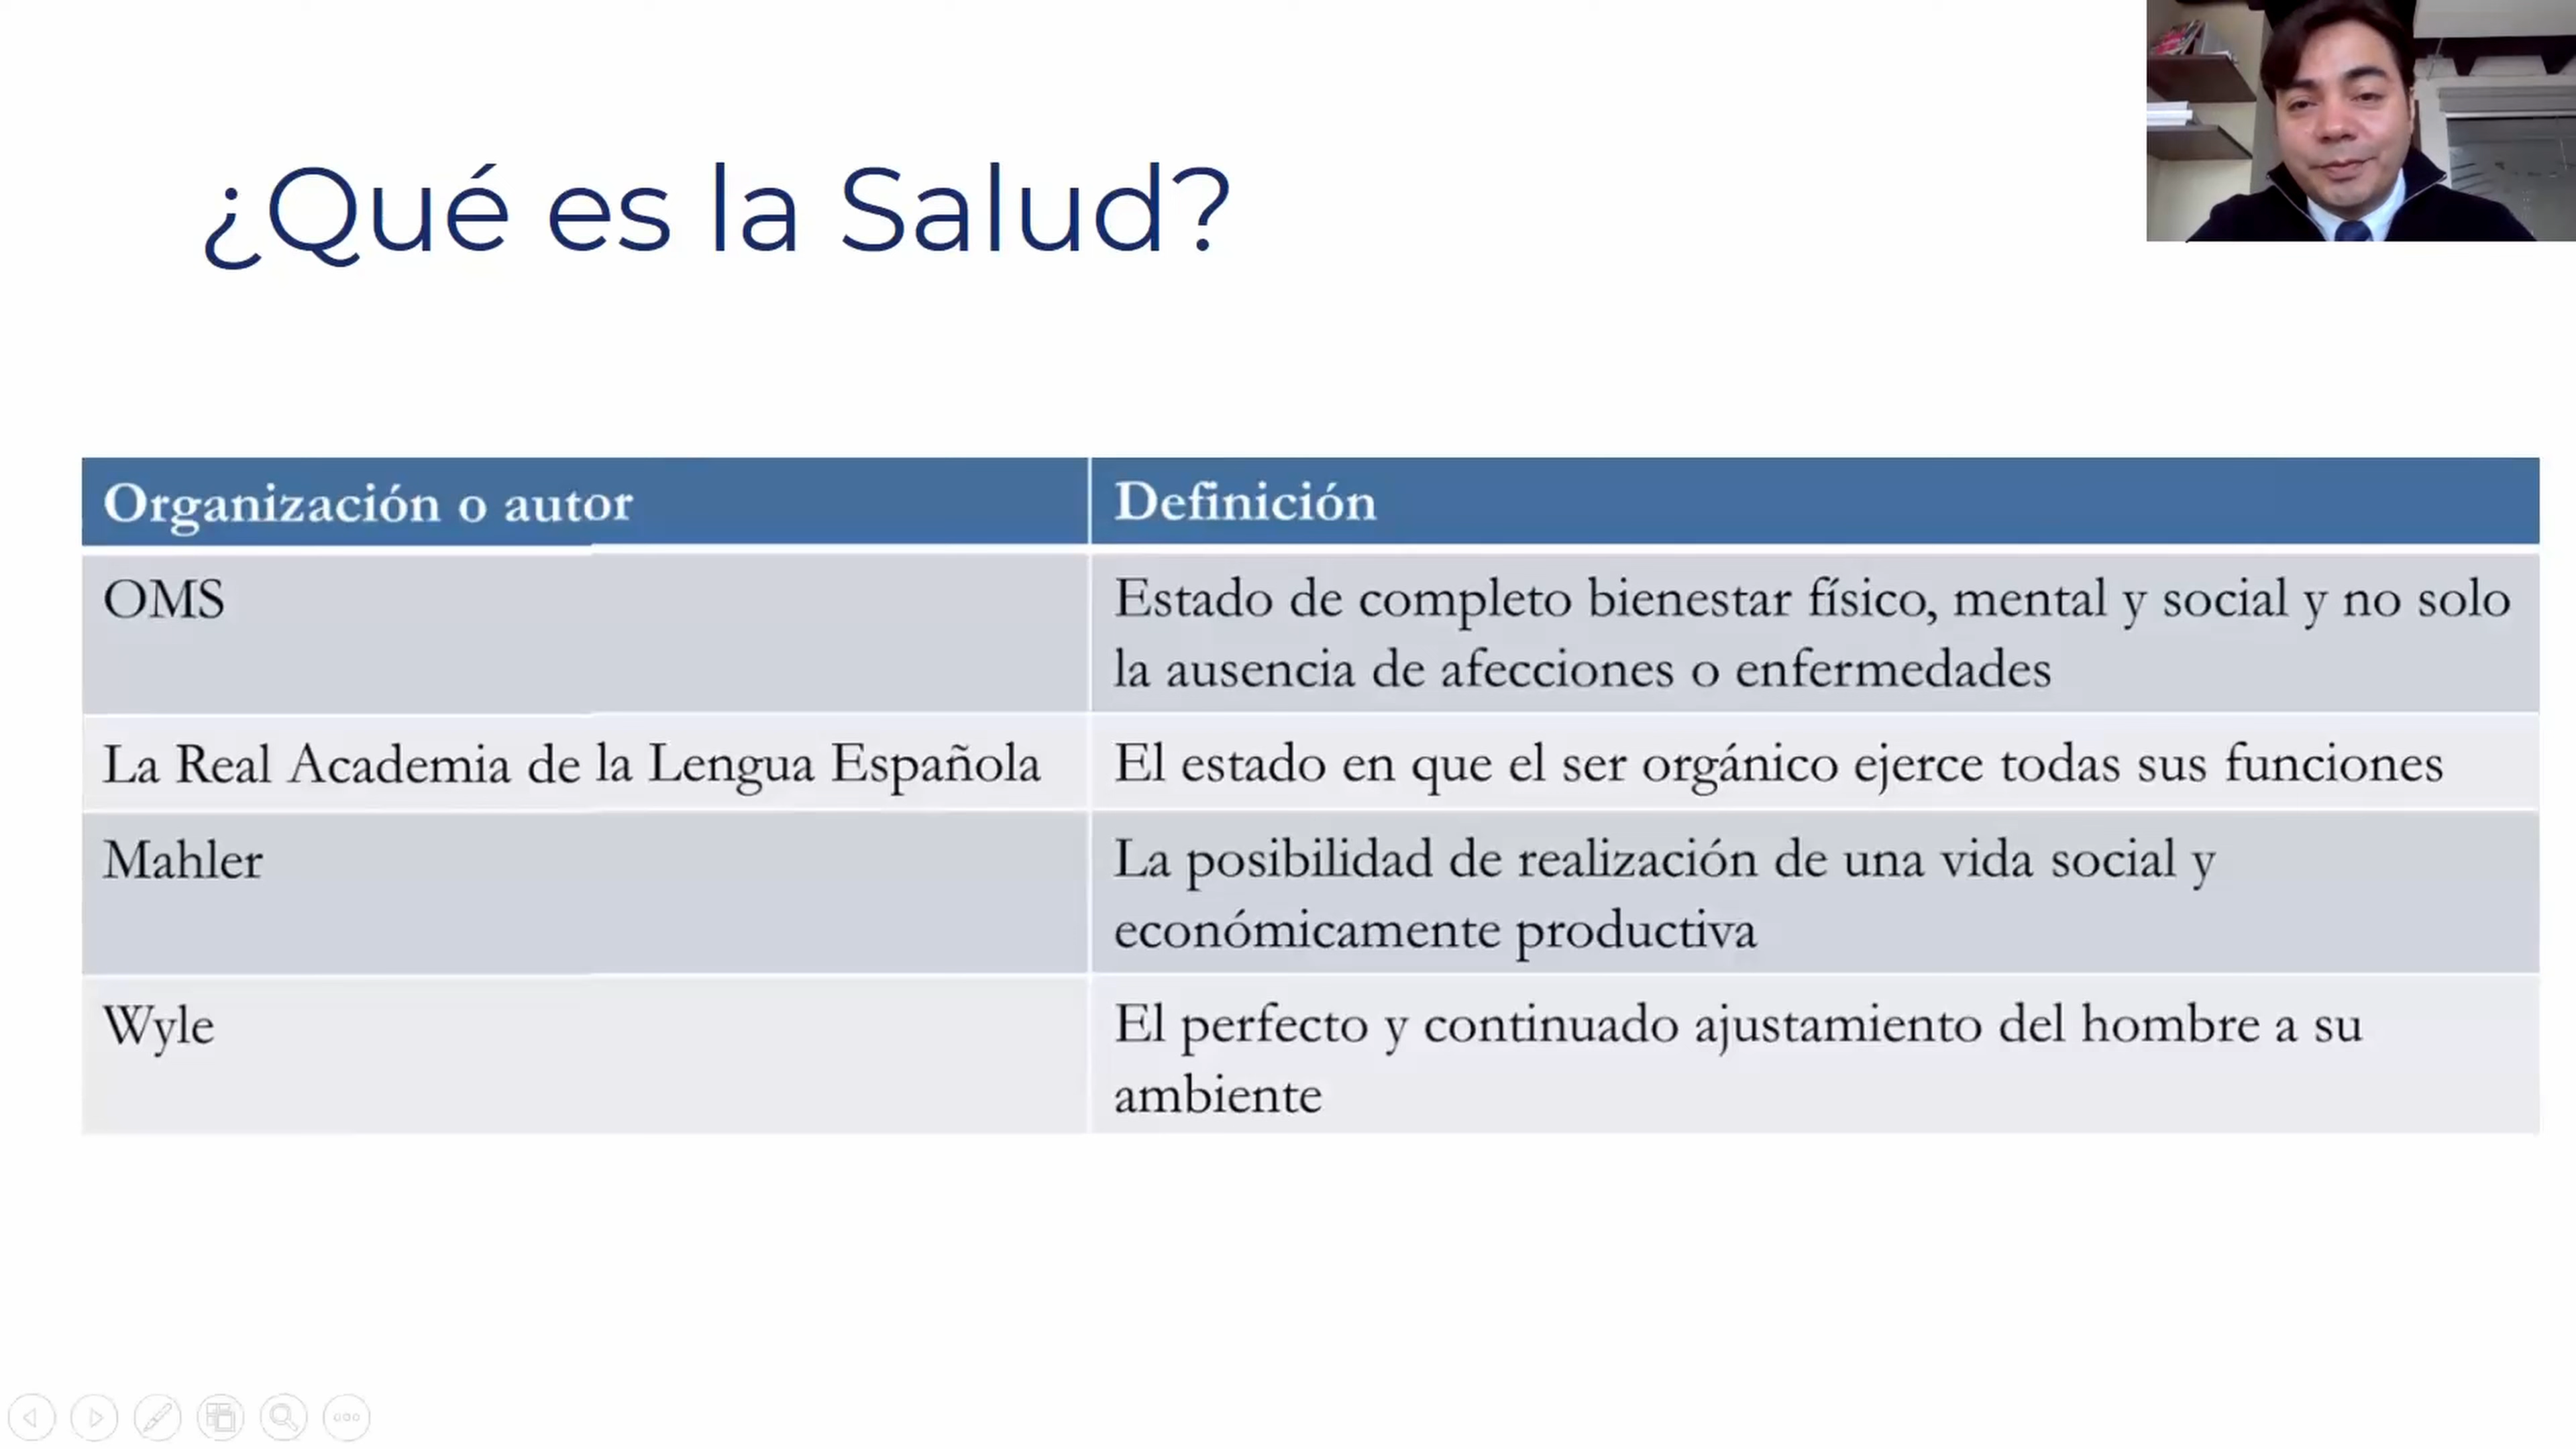 ¿Qué es la Salud?
Organización o autor
Definición
OMS
Estado de completo bienestar físico, mental y social y no solo
la ausencia de afecciones o enfermedades
La Real Academia de la Lengua Española
El estado en que el ser orgánico ejerce todas sus funciones
Mahler
La posibilidad de realización de una vida social y
económicamente productiva
Wyle
El perfecto y continuado ajustamiento del hombre a su
ambiente